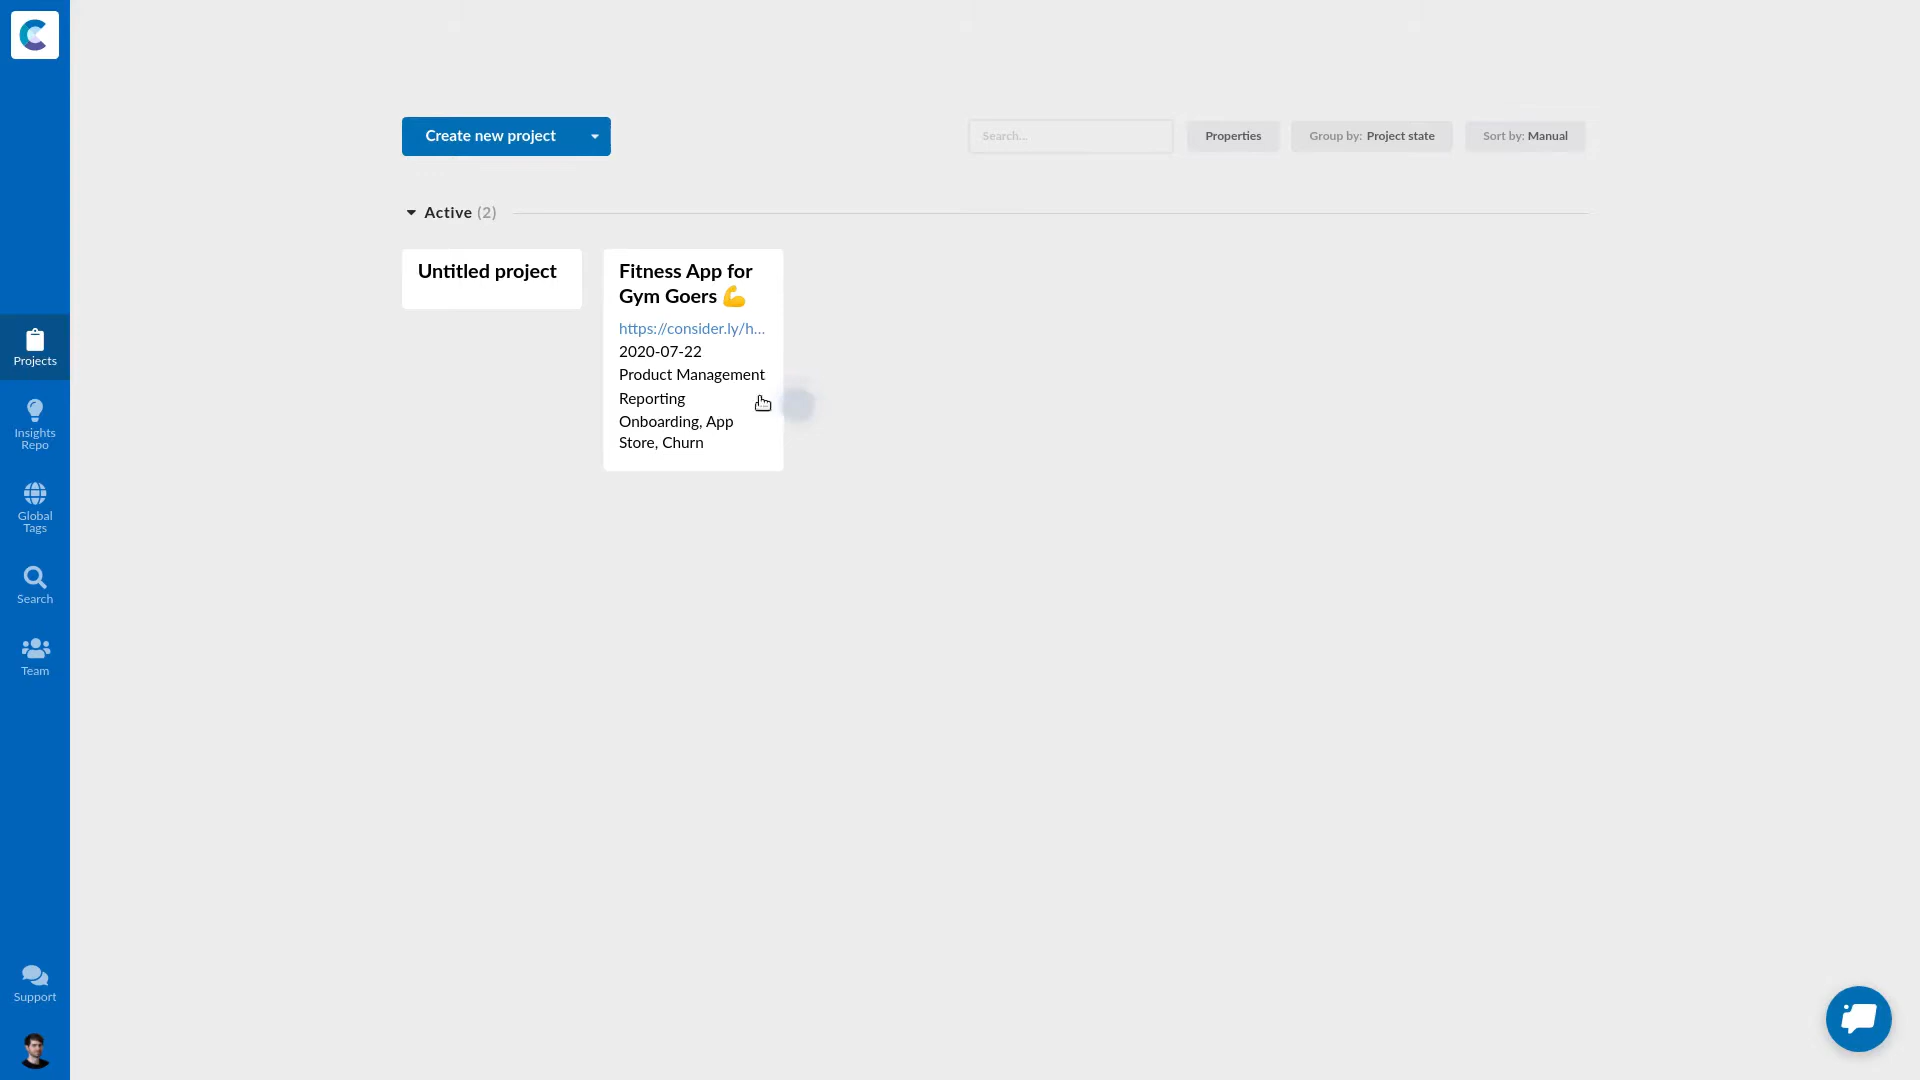 Create new project
Search...
Properties
Group by: Project state
Sort by: Manual
Active (2)
Untitled project
Fitness App for
Gym Goers 💪
https://consider.ly/h...
2020-07-22
Product Management
Reporting
Onboarding, App
Store, Churn
Projects
Insights
Repo
Global
Tags
Search
Team
Support